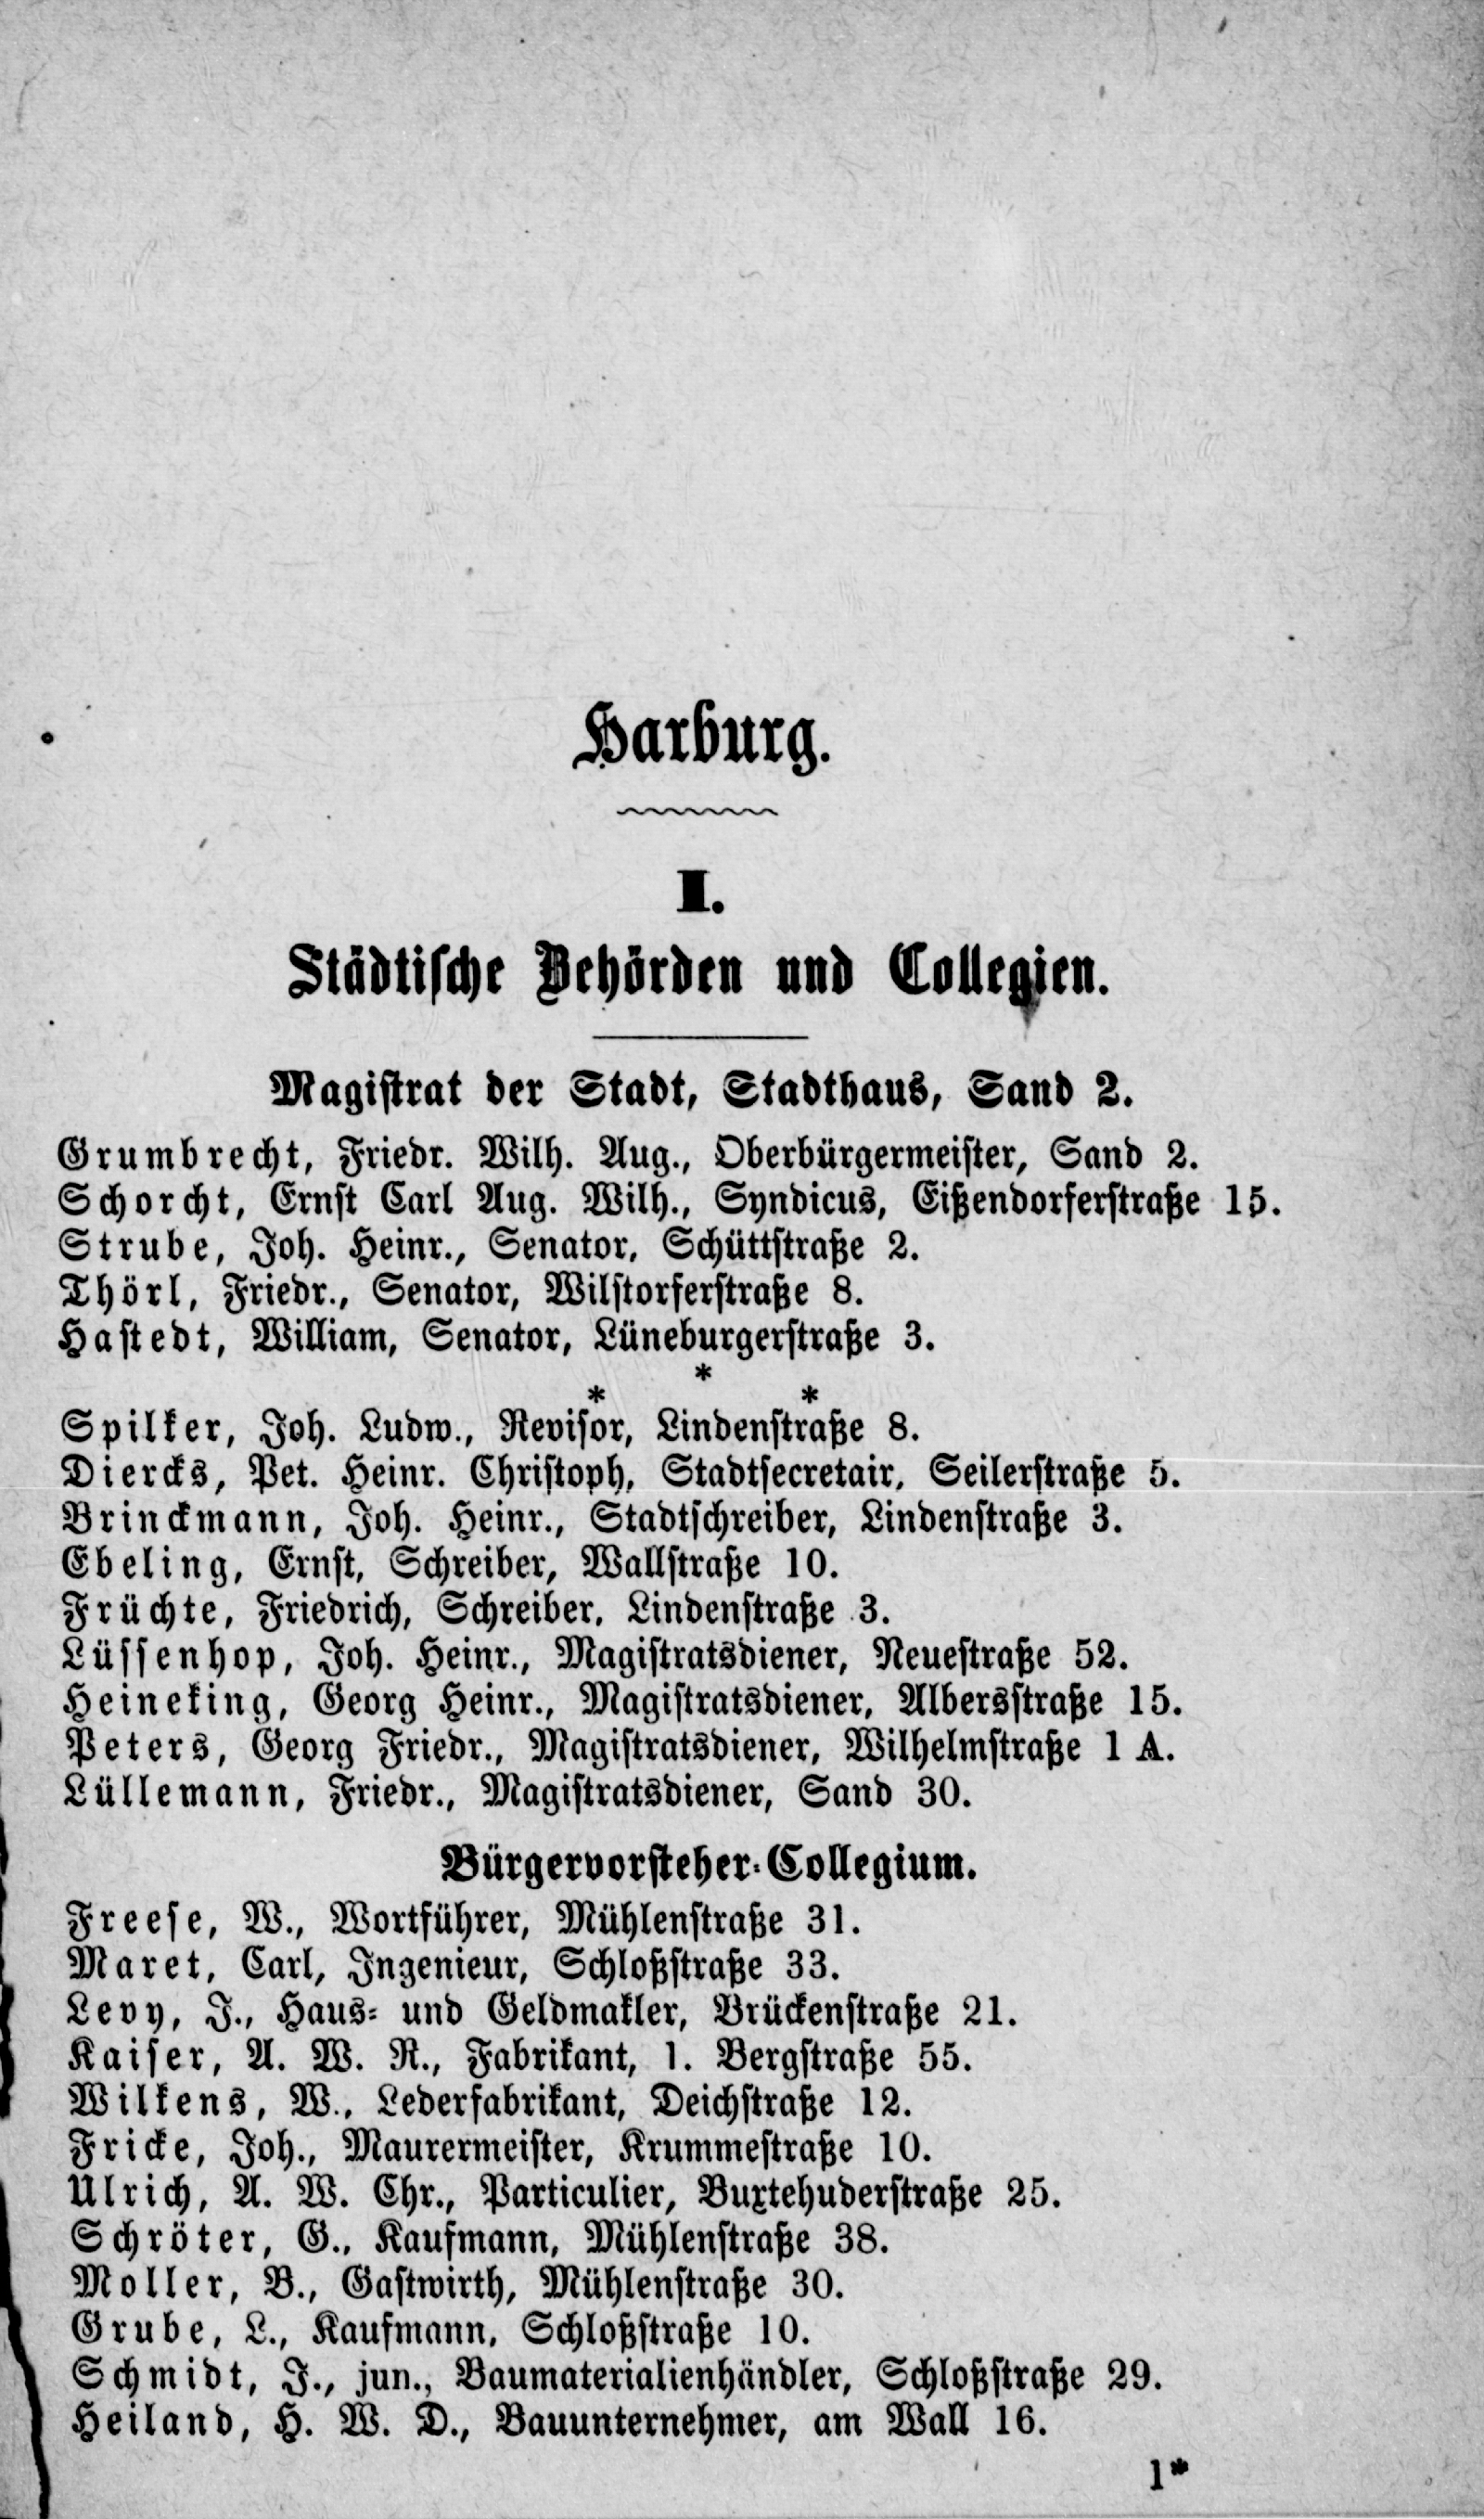 Harburg.
I.
Städtische Behörden und Collegien.
Magistrat der Stadt, Stadthaus, Sand 2.
Grumbrecht, Friedr. Wilh. Aug., Oberbürgermeister, Sand 2.
Schorcht, Ernst Carl Aug. Wilh., Syndicus, Eißendorferstraße 15.
Strube, Joh. Heinr., Senator, Schüttstraße 2.
Thörl, Friedr., Senator, Wilstorferstraße 8.
Hastedt, William, Senator, Lüneburgerstraße 3.
*
* *
Spilker, Joh. Ludw., Revisor, Lindenstraße 8.
Diercks, Pet. Heinr. Christoph, Stadtsecretair, Seilerstraße 5.
Brinckmann, Joh. Heinr., Stadtschreiber, Lindenstraße 3.
Ebeling, Ernst, Schreiber, Wallstraße 10.
Früchte, Friedrich, Schreiber, Lindenstraße 3.
Lüssenhop, Joh. Heinr., Magistratsdiener, Neuestraße 52.
Heineking, Georg Heinr., Magistratsdiener, Albersstraße 15.
Peters, Georg Friedr., Magistratsdiener, Wilhelmstraße 1 A.
Lüllemann, Friedr., Magistratsdiener, Sand 30.
Bürgervorsteher-Collegium.
Freese, W., Wortführer, Mühlenstraße 31.
Maret, Carl, Ingenieur, Schloßstraße 33.
Levy, J., Haus- und Geldmakler, Brückenstraße 21.
Kaiser, A. W. R., Fabrikant, 1. Bergstraße 55.
Wilkens, W., Lederfabrikant, Deichstraße 12.
Fricke, Joh., Maurermeister, Krummestraße 10.
Ulrich, A. W. Chr., Particulier, Buxtehuderstraße 25.
Schröter, G., Kaufmann, Mühlenstraße 38.
Moller, B., Gastwirth, Mühlenstraße 30.
Grube, L., Kaufmann, Schloßstraße 10.
Schmidt, J., jun., Baumaterialienhändler, Schloßstraße 29.
Heiland, H. W. D., Bauunternehmer, am Wall 16.
1*